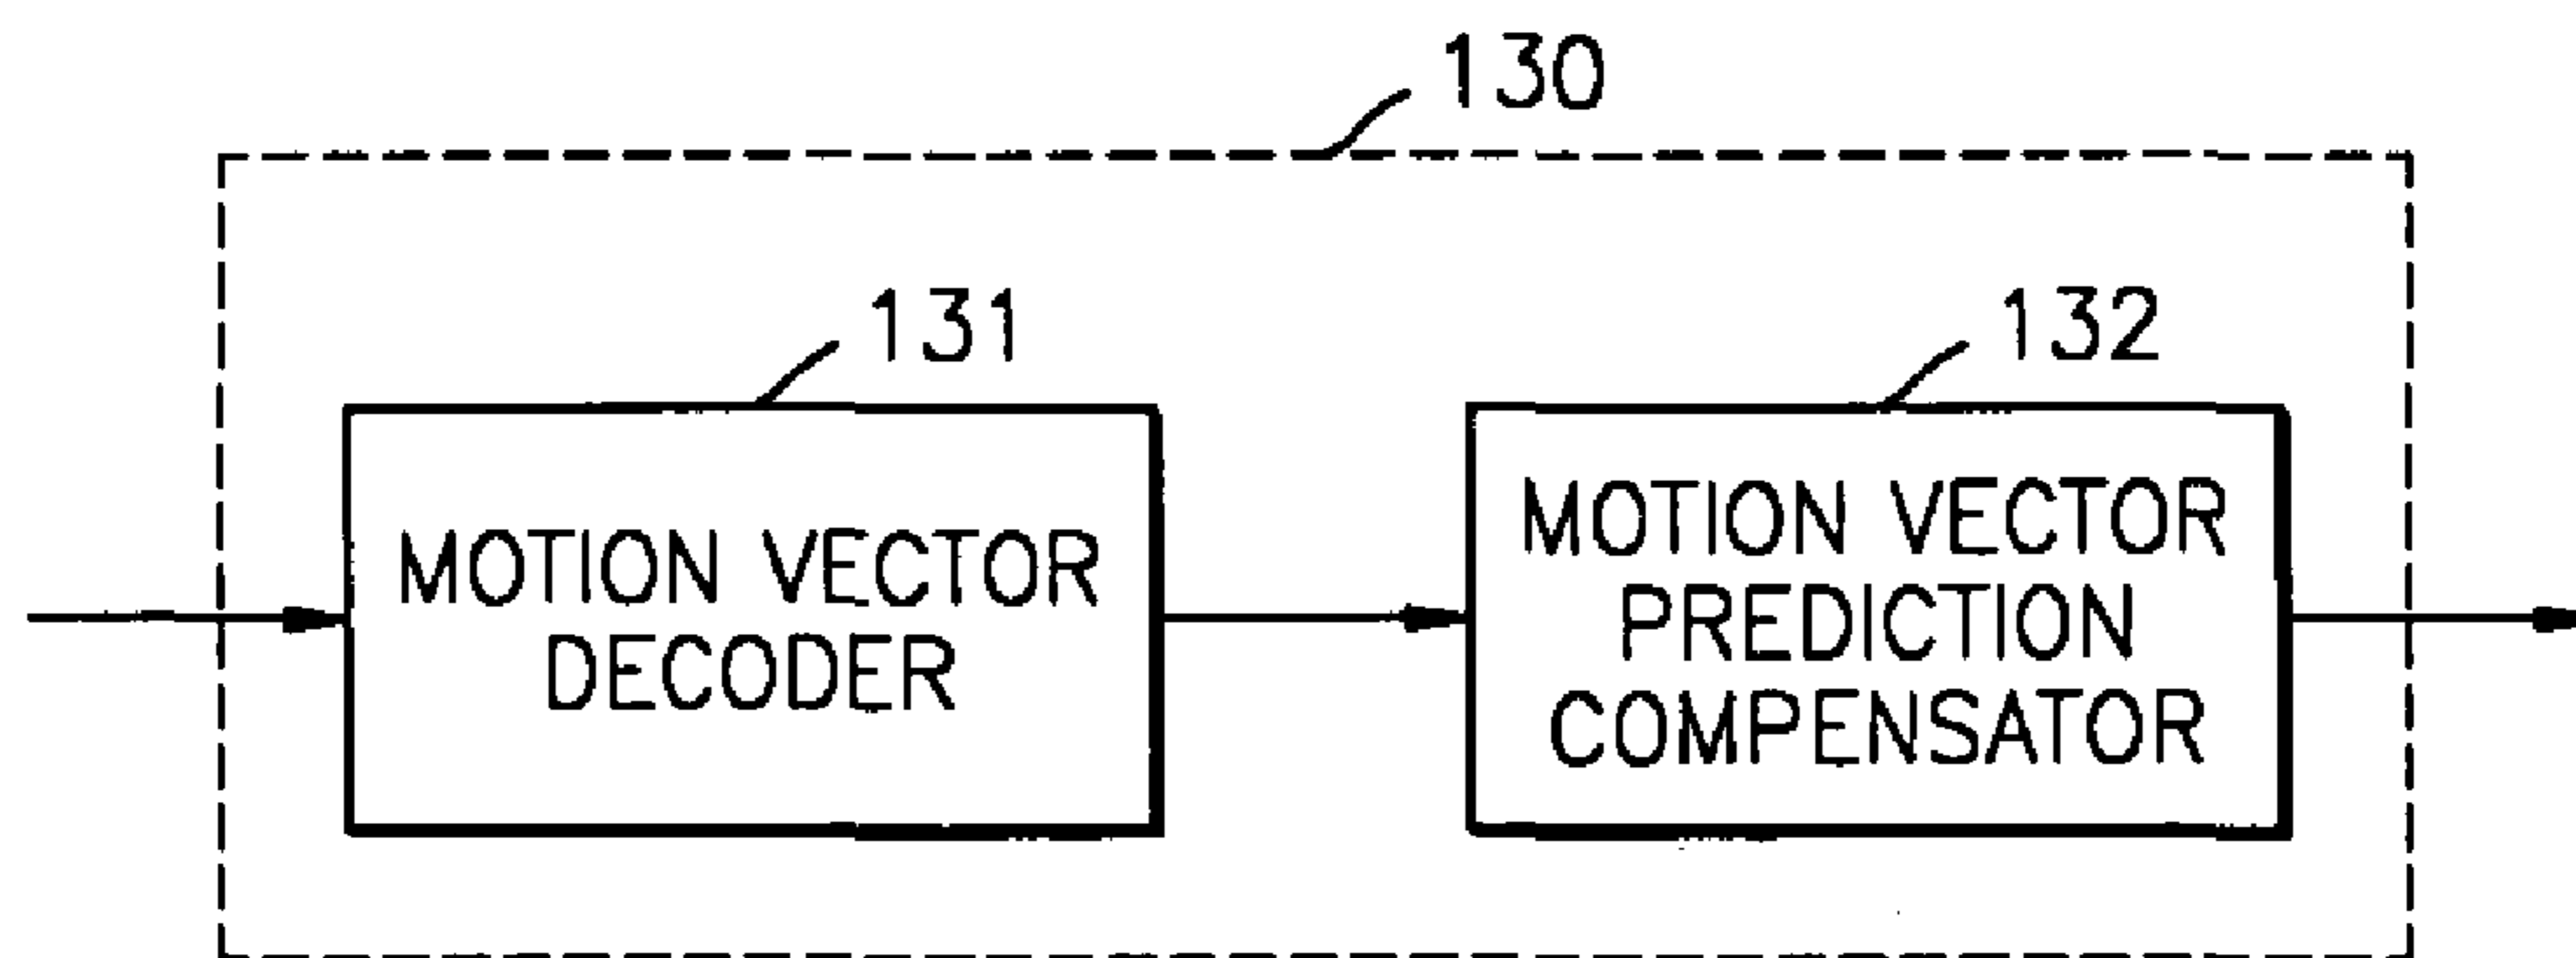 130
131
132
MOTION VECTOR
DECODER
MOTION VECTOR
PREDICTION
COMPENSATOR